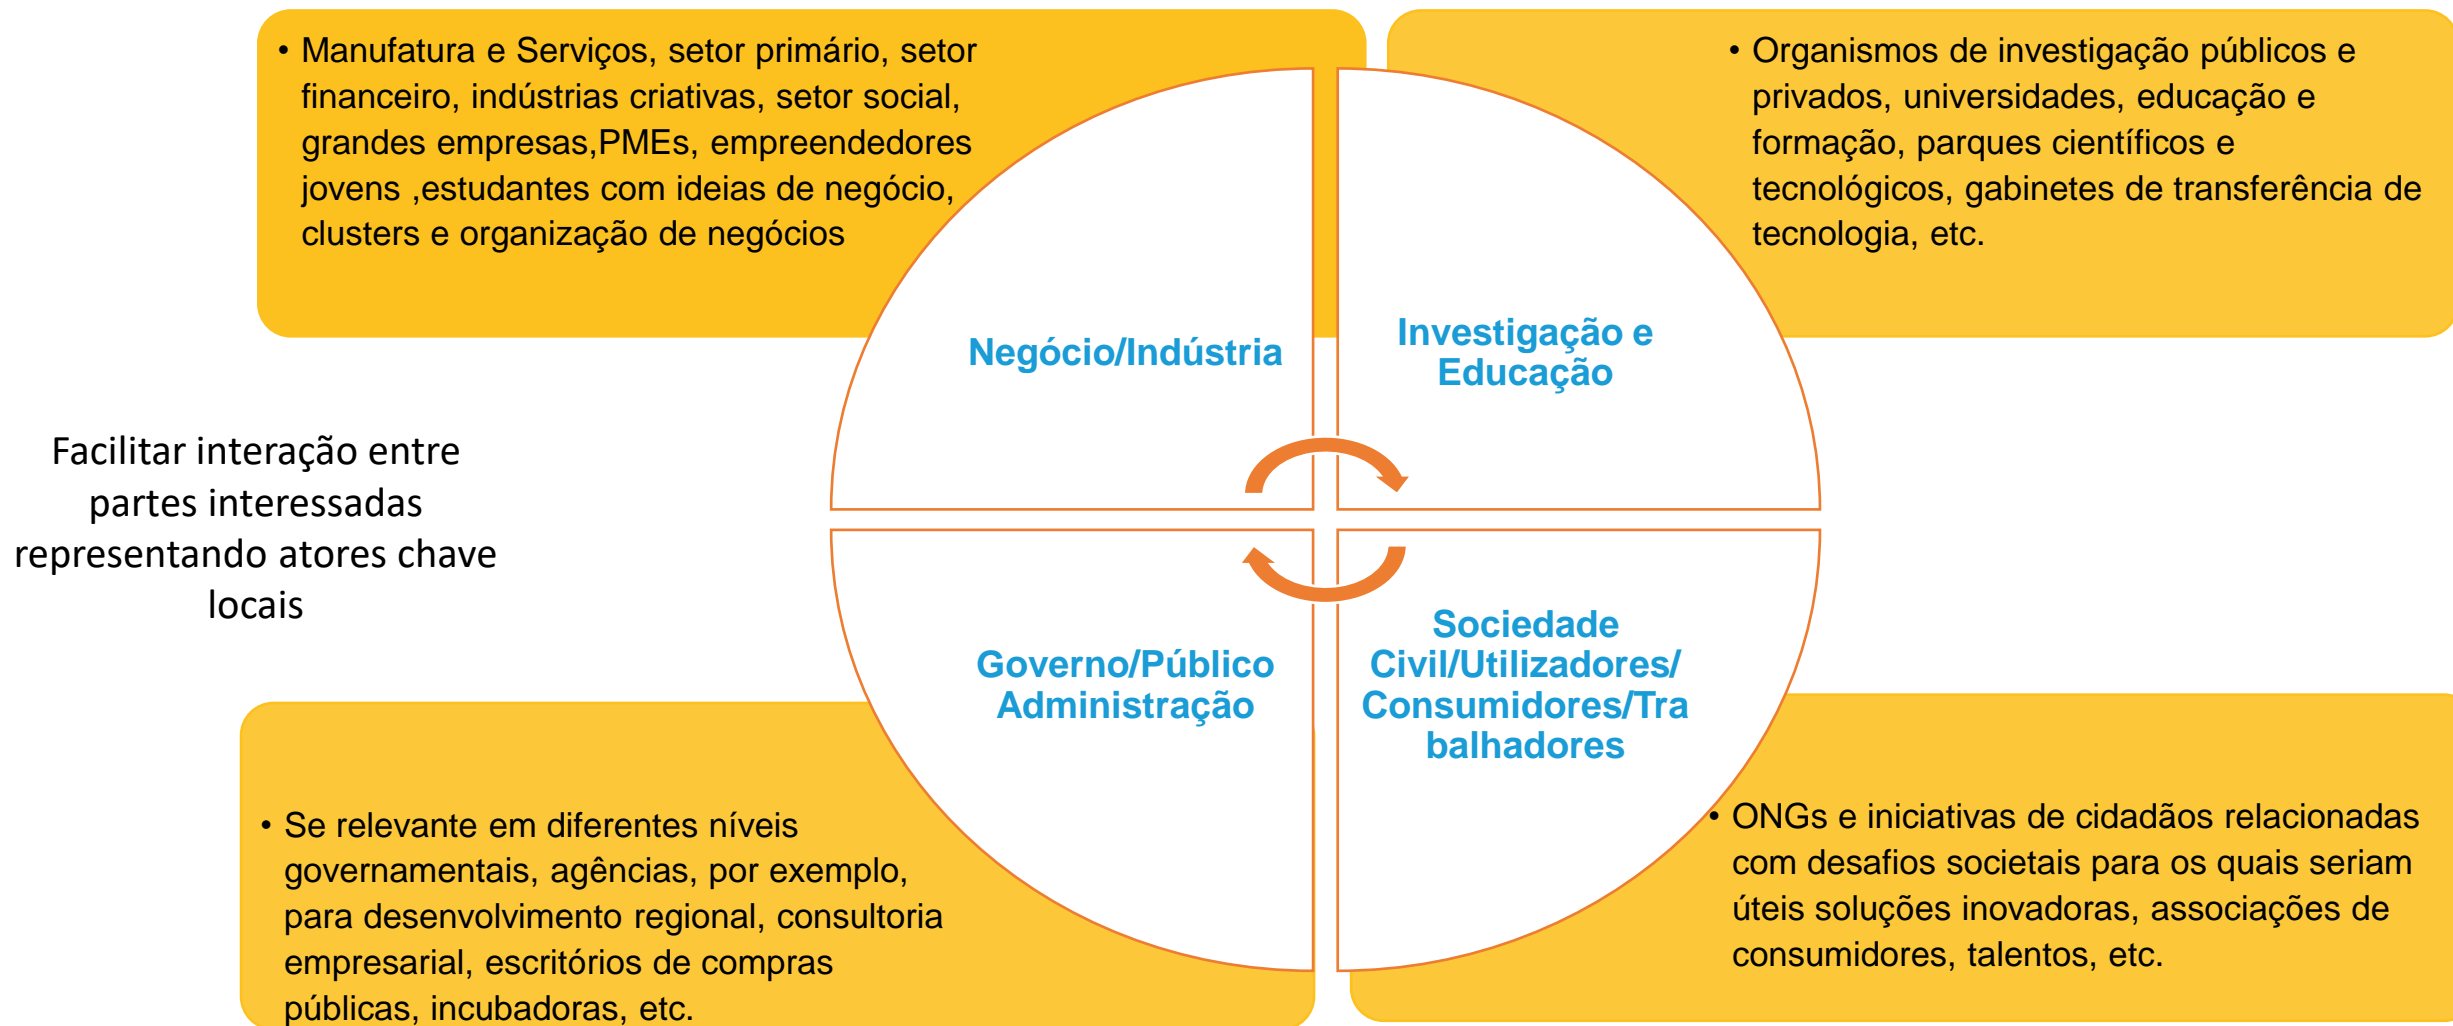 • Manufatura e Serviços, setor primário, setor
financeiro, indústrias criativas, setor social,
grandes empresas,PMEs, empreendedores
jovens ,estudantes com ideias de negócio,
clusters e organização de negócios
• Organismos de investigação públicos e
privados, universidades, educação e
formação, parques científicos e
tecnológicos, gabinetes de transferência de
tecnologia, etc.
Negócio/Indústria
Investigação e
Educação
Facilitar interação entre
partes interessadas
representando atores chave
locais
Governo/Público
Administração
Sociedade
Civil/Utilizadores/
Consumidores/Tra
balhadores
• Se relevante em diferentes níveis
governamentais, agências, por exemplo,
para desenvolvimento regional, consultoria
empresarial, escritórios de compras
públicas, incubadoras, etc.
• ONGs e iniciativas de cidadãos relacionadas
com desafios societais para os quais seriam
úteis soluções inovadoras, associações de
consumidores, talentos, etc.